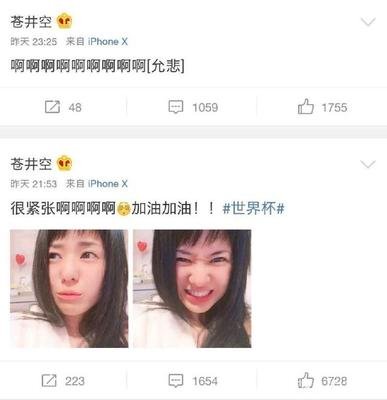 苍井空
昨天 23:25 来自 iPhone X
啊啊啊啊啊啊啊啊啊[允悲]
48 1059 1755
苍井空
昨天 21:53 来自 iPhone X
很紧张啊啊啊啊加油加油！！#世界杯#
223 1654 6728